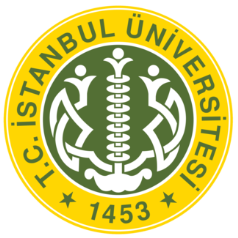 T.C. İSTANBUL ÜNİVERSİTESİ
★ 1453 ★